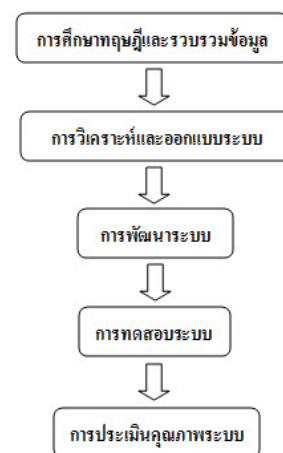 การศึกษาทฤษฎีและรวบรวมข้อมูล
การวิเคราะห์และออกแบบระบบ
การพัฒนาระบบ
การทดสอบระบบ
การประเมินคุณภาพระบบ